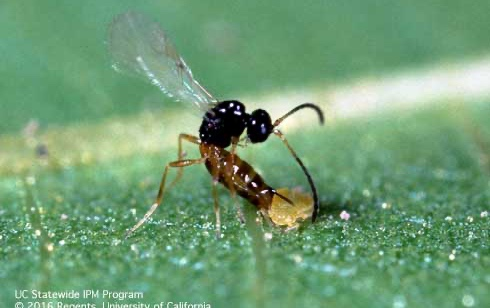 UC Statewide IPM Program
© 2016 Regents, University of California